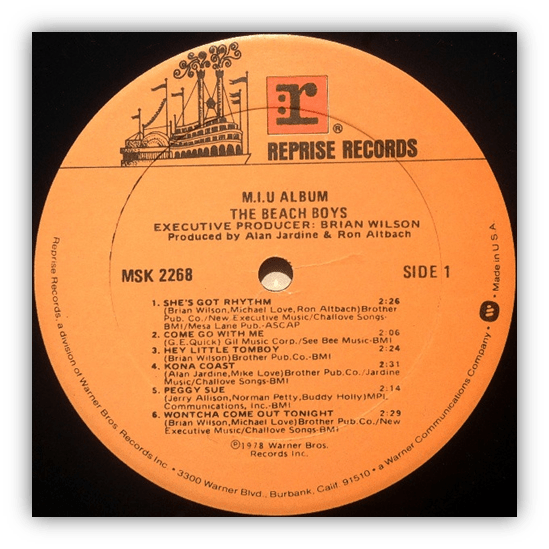 r
®
REPRISE RECORDS
M.I.U ALBUM
THE BEACH BOYS
EXECUTIVE PRODUCER: BRIAN WILSON
Produced by Alan Jardine & Ron Altbach
MSK 2268
SIDE 1
1. SHE'S GOT RHYTHM 2:26
(Brian Wilson,Michael Love,Ron Altbach)Brother
Pub. Co./New Executive Music/Challove Songs-
BMI/Mesa Lane Pub.-ASCAP
2. COME GO WITH ME 2:06
(G.E.Quick) Gil Music Corp./See Bee Music-BMI
3. HEY LITTLE TOMBOY 2:24
(Brian Wilson)Brother Pub.Co.-BMI
4. KONA COAST 2:31
(Alan Jardine,Mike Love)Brother Pub.Co./Jardine
Music/Challove Songs-BMI
5. PEGGY SUE 2:14
(Jerry Allison,Norman Petty,Buddy Holly)MPL
Communications, Inc.-BMI
6. WONTCHA COME OUT TONIGHT 2:29
(Brian Wilson,Michael Love)Brother Pub.Co./New
Executive Music/Challove Songs-BMI
℗1978 Warner Bros.
Records Inc.
Reprise Records, a division of Warner Bros. Records Inc. • 3300 Warner Blvd., Burbank, Calif. 91510 • a Warner Communications Company • W • Made in U.S.A.